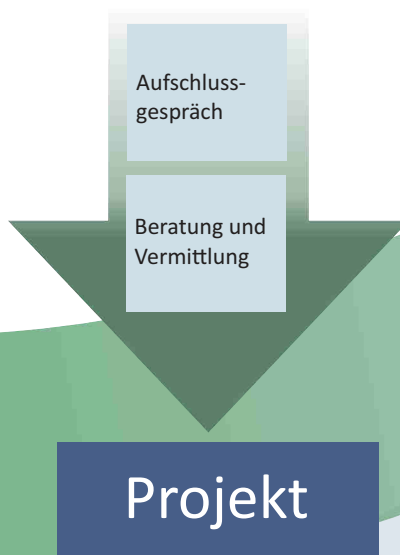 Aufschluss-
gespräch
Beratung und
Vermittlung
Projekt